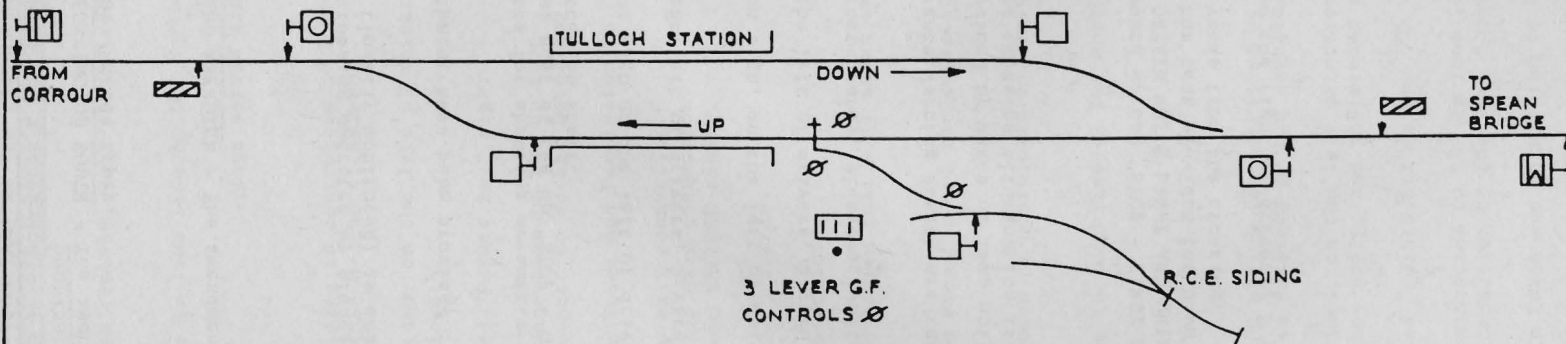 TULLOCH STATION
FROM
CORROUR
DOWN
TO
SPEAN
BRIDGE
UP
Ø
Ø
Ø
3 LEVER G.F.
CONTROLS Ø
R.C.E. SIDING